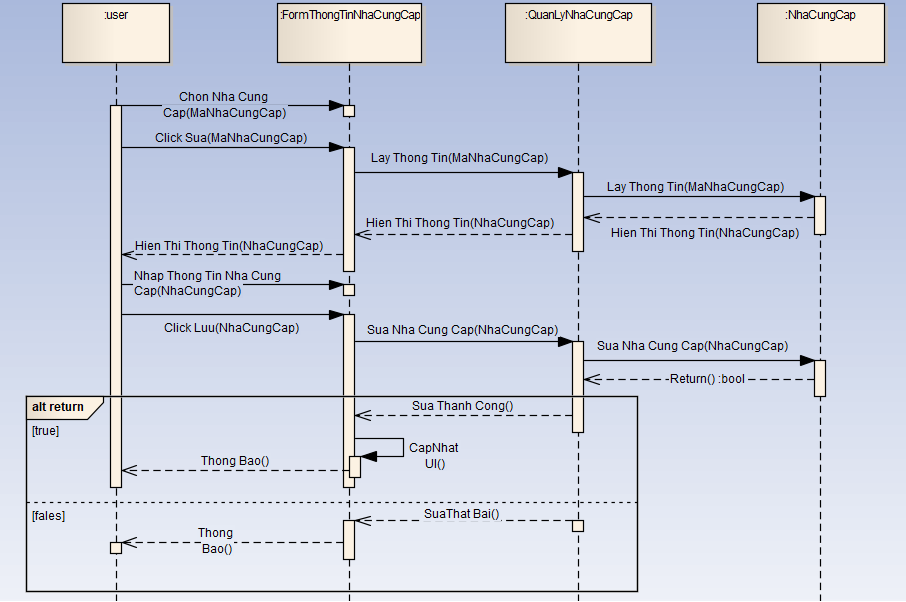 :user
:FormThongTinNhaCungCap
:QuanLyNhaCungCap
:NhaCungCap
Chon Nha Cung
Cap(MaNhaCungCap)
Click Sua(MaNhaCungCap)
Lay Thong Tin(MaNhaCungCap)
Lay Thong Tin(MaNhaCungCap)
Hien Thi Thong Tin(NhaCungCap)
Hien Thi Thong Tin(NhaCungCap)
Hien Thi Thong Tin(NhaCungCap)
Nhap Thong Tin Nha Cung
Cap(NhaCungCap)
Click Luu(NhaCungCap)
Sua Nha Cung Cap(NhaCungCap)
Sua Nha Cung Cap(NhaCungCap)
Return() :bool
alt return
Sua Thanh Cong()
[true]
CapNhat
UI()
Thong Bao()
[fales]
SuaThat Bai()
Thong
Bao()